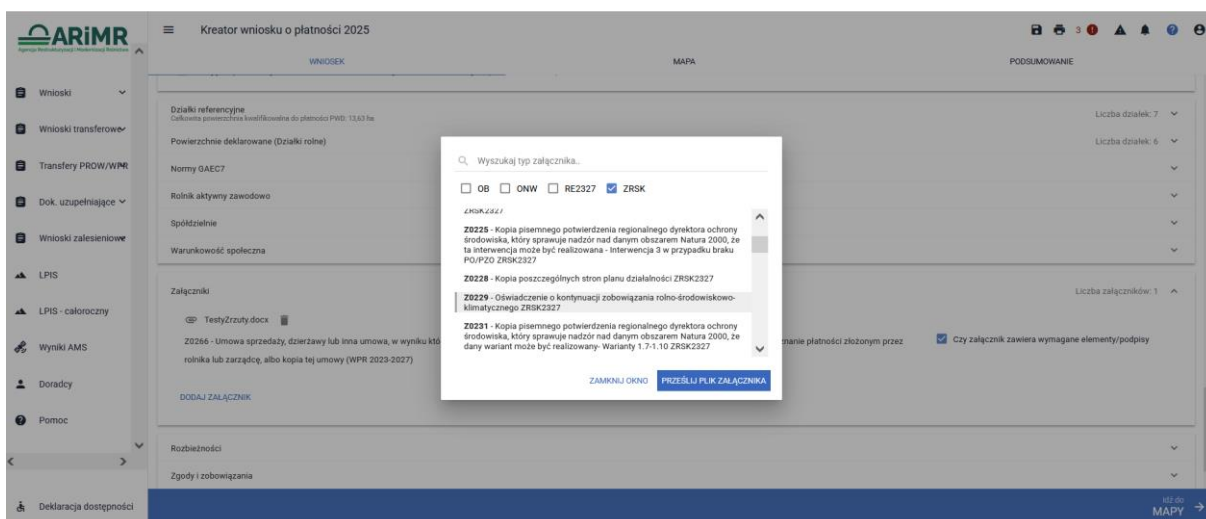 ARiMR
Agencja Restrukturyzacji i Modernizacji Rolnictwa
Kreator wniosku o płatności 2025
3
WNIOSEK
MAPA
PODSUMOWANIE
Wnioski
Wnioski transferowe
Transfery PROW/WPR
Dok. uzupełniające
Wnioski zalesieniowe
LPIS
LPIS - całoroczny
Wyniki AMS
Doradcy
Pomoc
Deklaracja dostępności
Działki referencyjne
Całkowita powierzchnia kwalifikowalna do płatności PWD: 13,63 ha
Liczba działek: 7
Powierzchnie deklarowane (Działki rolne)
Liczba działek: 6
Normy GAEC7
Rolnik aktywny zawodowo
Spółdzielnie
Warunkowość społeczna
Załączniki
Liczba załączników: 1
TestyZrzuty.docx
Z0266 - Umowa sprzedaży, dzierżawy lub inna umowa, w wyniku któ
znanie płatności złożonym przez
rolnika lub zarządcę, albo kopia tej umowy (WPR 2023-2027)
Czy załącznik zawiera wymagane elementy/podpisy
DODAJ ZAŁĄCZNIK
Rozbieżności
Zgody i zobowiązania
Idź do
MAPY
Wyszukaj typ załącznika..
OB ONW RE2327 ZRSK
ZRSK2327
Z0225 - Kopia pisemnego potwierdzenia regionalnego dyrektora ochrony
środowiska, który sprawuje nadzór nad danym obszarem Natura 2000, że
ta interwencja może być realizowana - Interwencja 3 w przypadku braku
PO/PZO ZRSK2327
Z0228 - Kopia poszczególnych stron planu działalności ZRSK2327
Z0229 - Oświadczenie o kontynuacji zobowiązania rolno-środowiskowo-
klimatycznego ZRSK2327
Z0231 - Kopia pisemnego potwierdzenia regionalnego dyrektora ochrony
środowiska, który sprawuje nadzór nad danym obszarem Natura 2000, że
dany wariant może być realizowany- Warianty 1.7-1.10 ZRSK2327
ZAMKNIJ OKNO
PRZEŚLIJ PLIK ZAŁĄCZNIKA